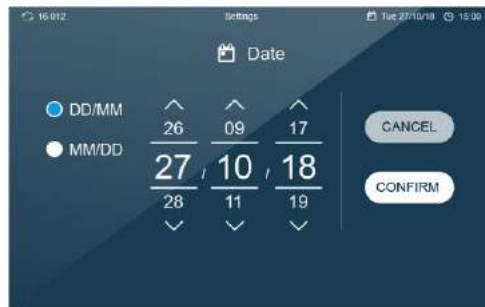 16 012 Settings Tue 27/10/18 15:00
Date
DD/MM
MM/DD
26 09 17
27 / 10 / 18
28 11 19
CANCEL
CONFIRM